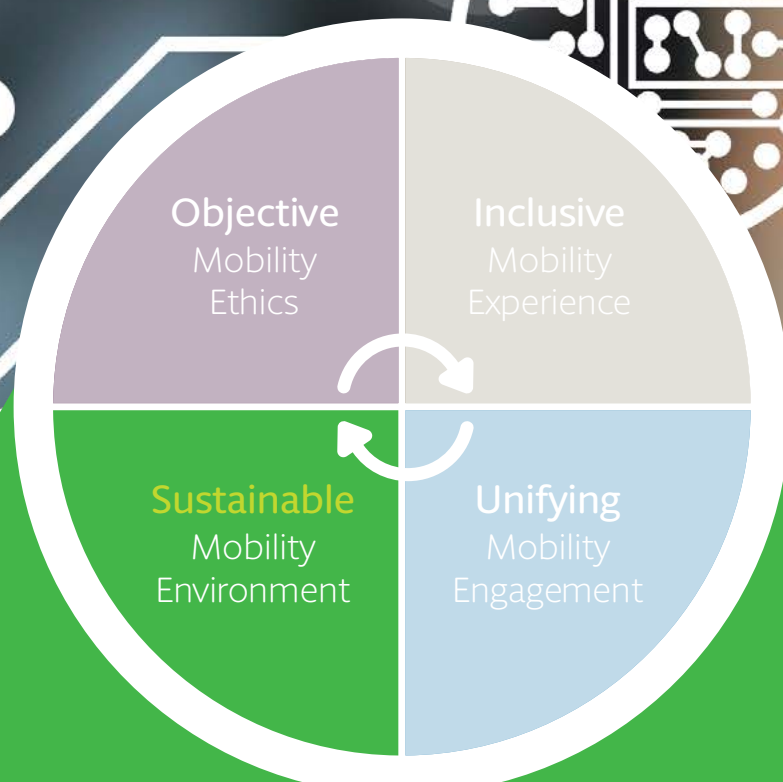 Objective
Mobility
Ethics
Inclusive
Mobility
Experience
Sustainable
Mobility
Environment
Unifying
Mobility
Engagement